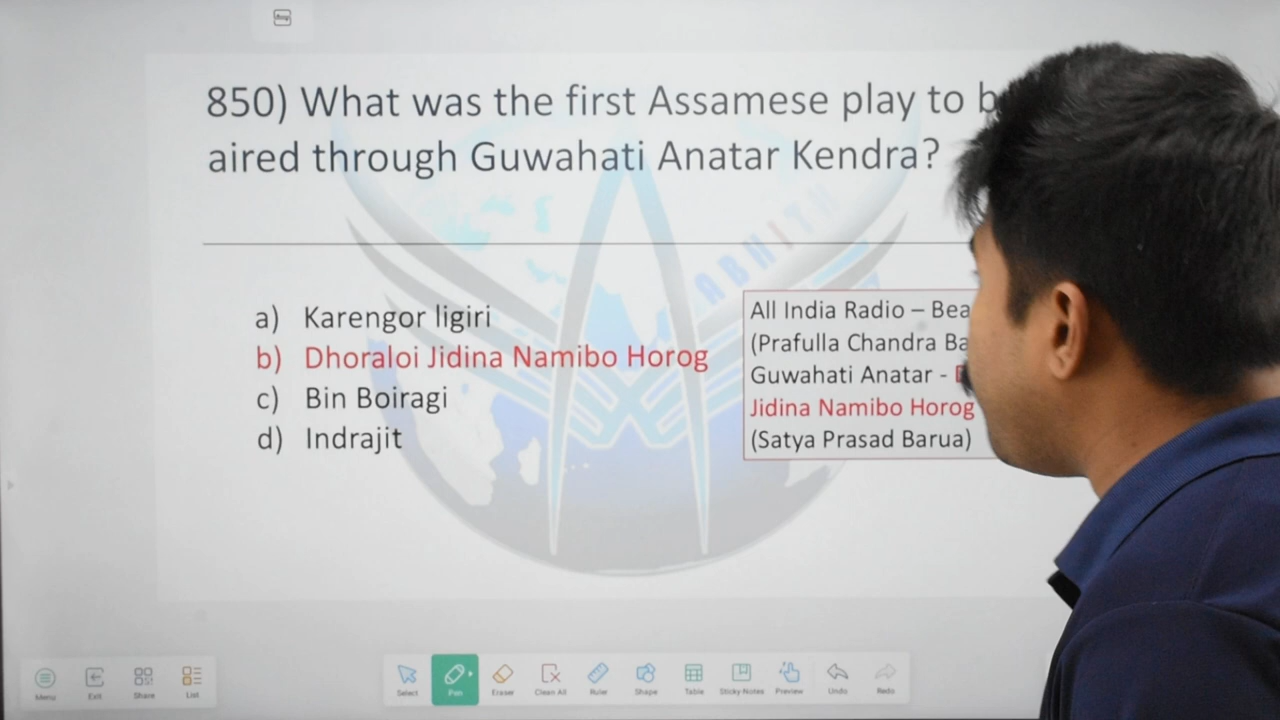 850) What was the first Assamese play to
aired through Guwahati Anatar Kendra?
ABHITH
a) Karengor ligiri
b) Dhoraloi Jidina Namibo Horog
c) Bin Boiragi
d) Indrajit
All India Radio –
(Prafulla Chandra
Guwahati Anatar -
Jidina Namibo Horog
(Satya Prasad Barua)
Menu Exit Share List Select Pen Eraser Clean All Ruler Shape Table Sticky-Notes Preview Undo Redo